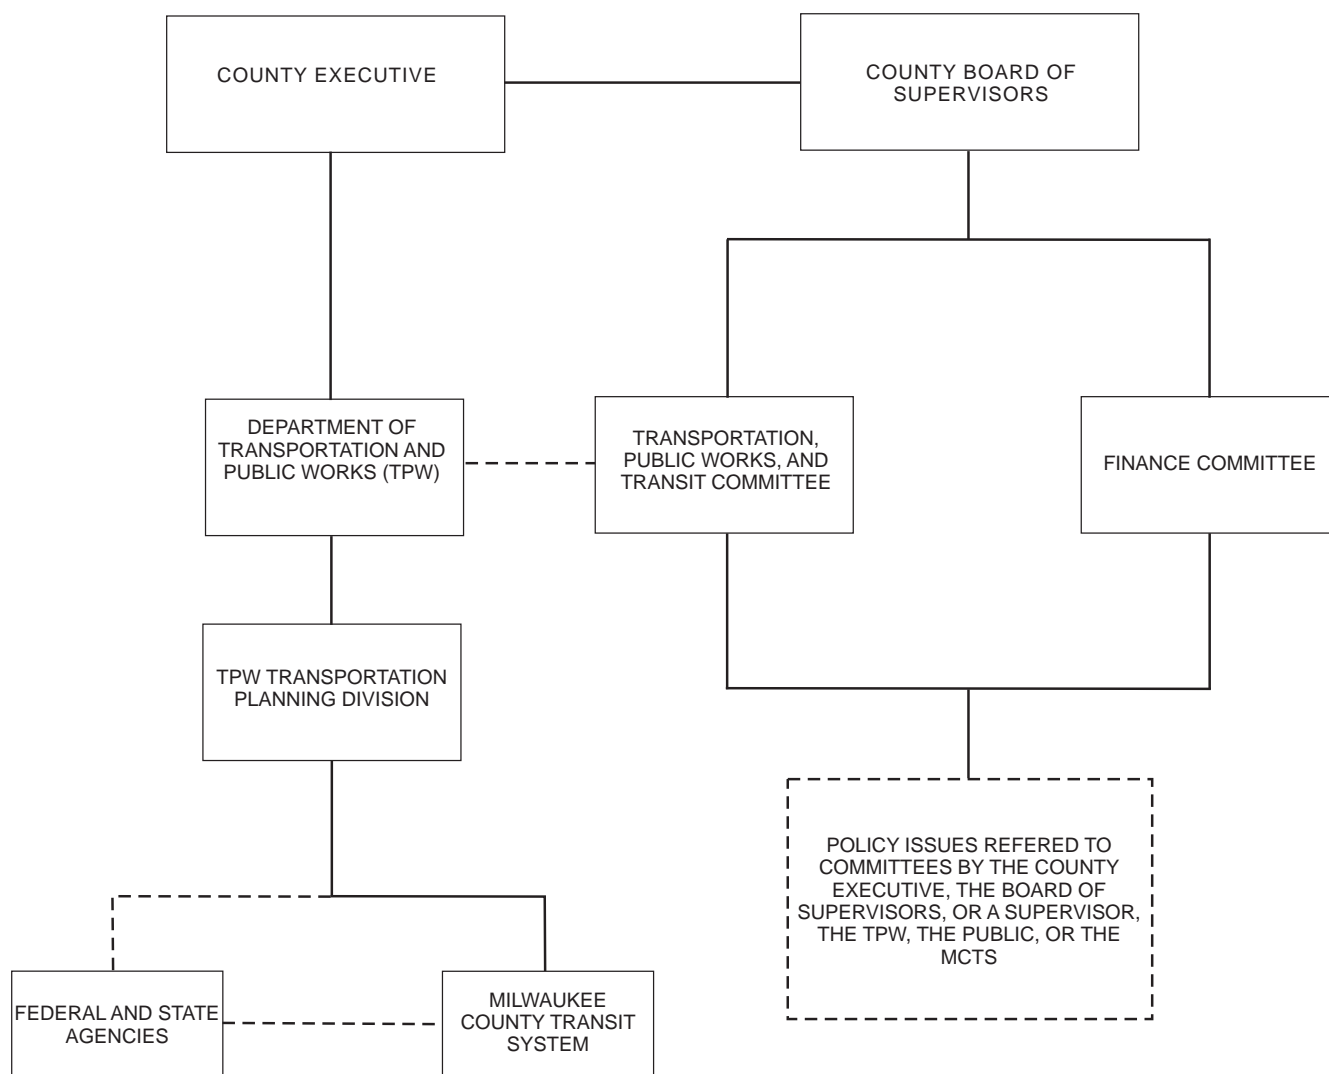 COUNTY EXECUTIVE
COUNTY BOARD OF
SUPERVISORS
DEPARTMENT OF
TRANSPORTATION AND
PUBLIC WORKS (TPW)
TRANSPORTATION,
PUBLIC WORKS, AND
TRANSIT COMMITTEE
FINANCE COMMITTEE
TPW TRANSPORTATION
PLANNING DIVISION
POLICY ISSUES REFERED TO
COMMITTEES BY THE COUNTY
EXECUTIVE, THE BOARD OF
SUPERVISORS, OR A SUPERVISOR,
THE TPW, THE PUBLIC, OR THE
MCTS
FEDERAL AND STATE
AGENCIES
MILWAUKEE
COUNTY TRANSIT
SYSTEM